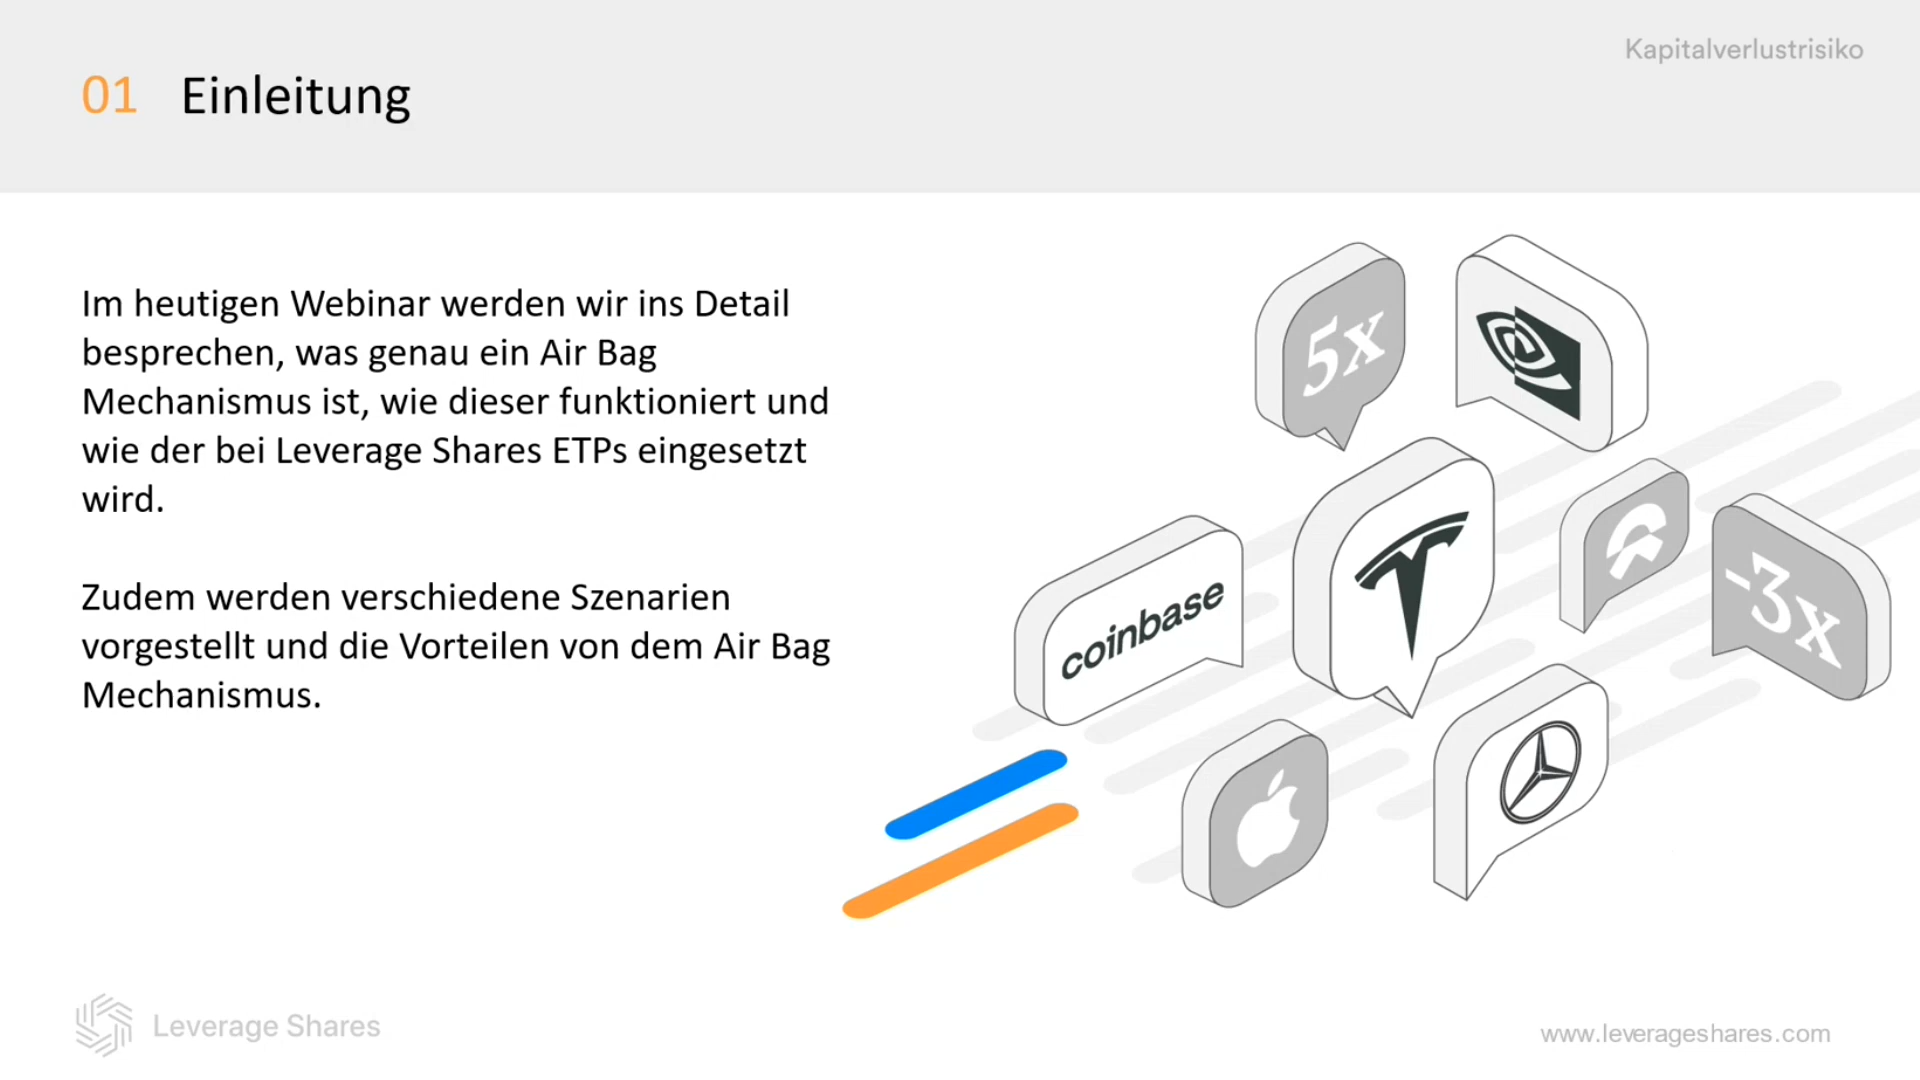 Kapitalverlustrisiko
01 Einleitung
Im heutigen Webinar werden wir ins Detail
besprechen, was genau ein Air Bag
Mechanismus ist, wie dieser funktioniert und
wie der bei Leverage Shares ETPs eingesetzt
wird.
Zudem werden verschiedene Szenarien
vorgestellt und die Vorteilen von dem Air Bag
Mechanismus.
5x
coinbase
-3x
Leverage Shares
www.leverageshares.com